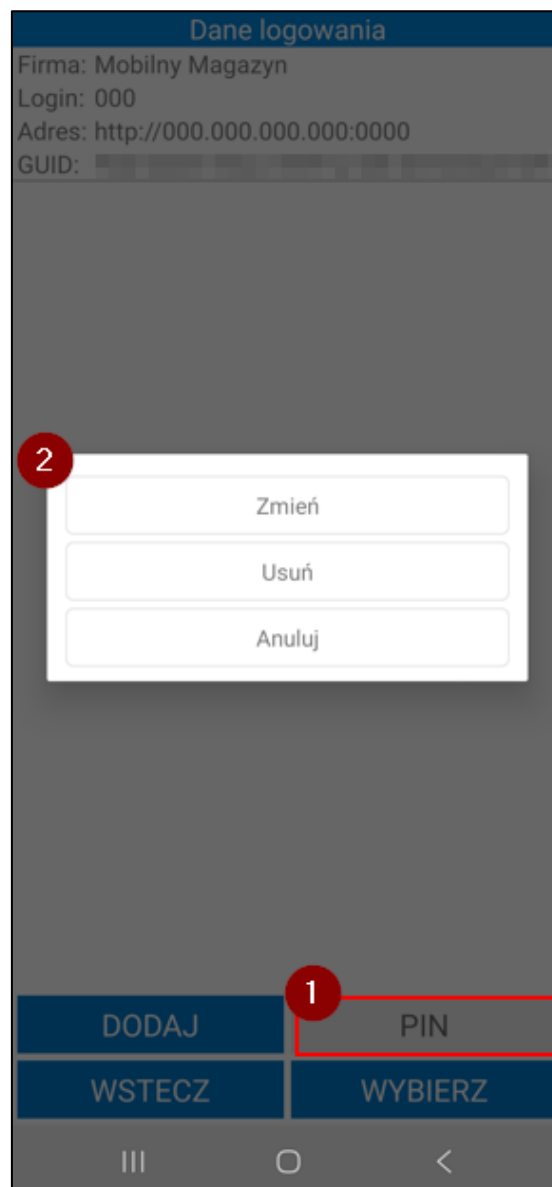 Dane logowania
Firma: Mobilny Magazyn
Login: 000
Adres: http://000.000.000.000:0000
GUID:
2
Zmień
Usuń
Anuluj
1
DODAJ PIN
WSTECZ WYBIERZ